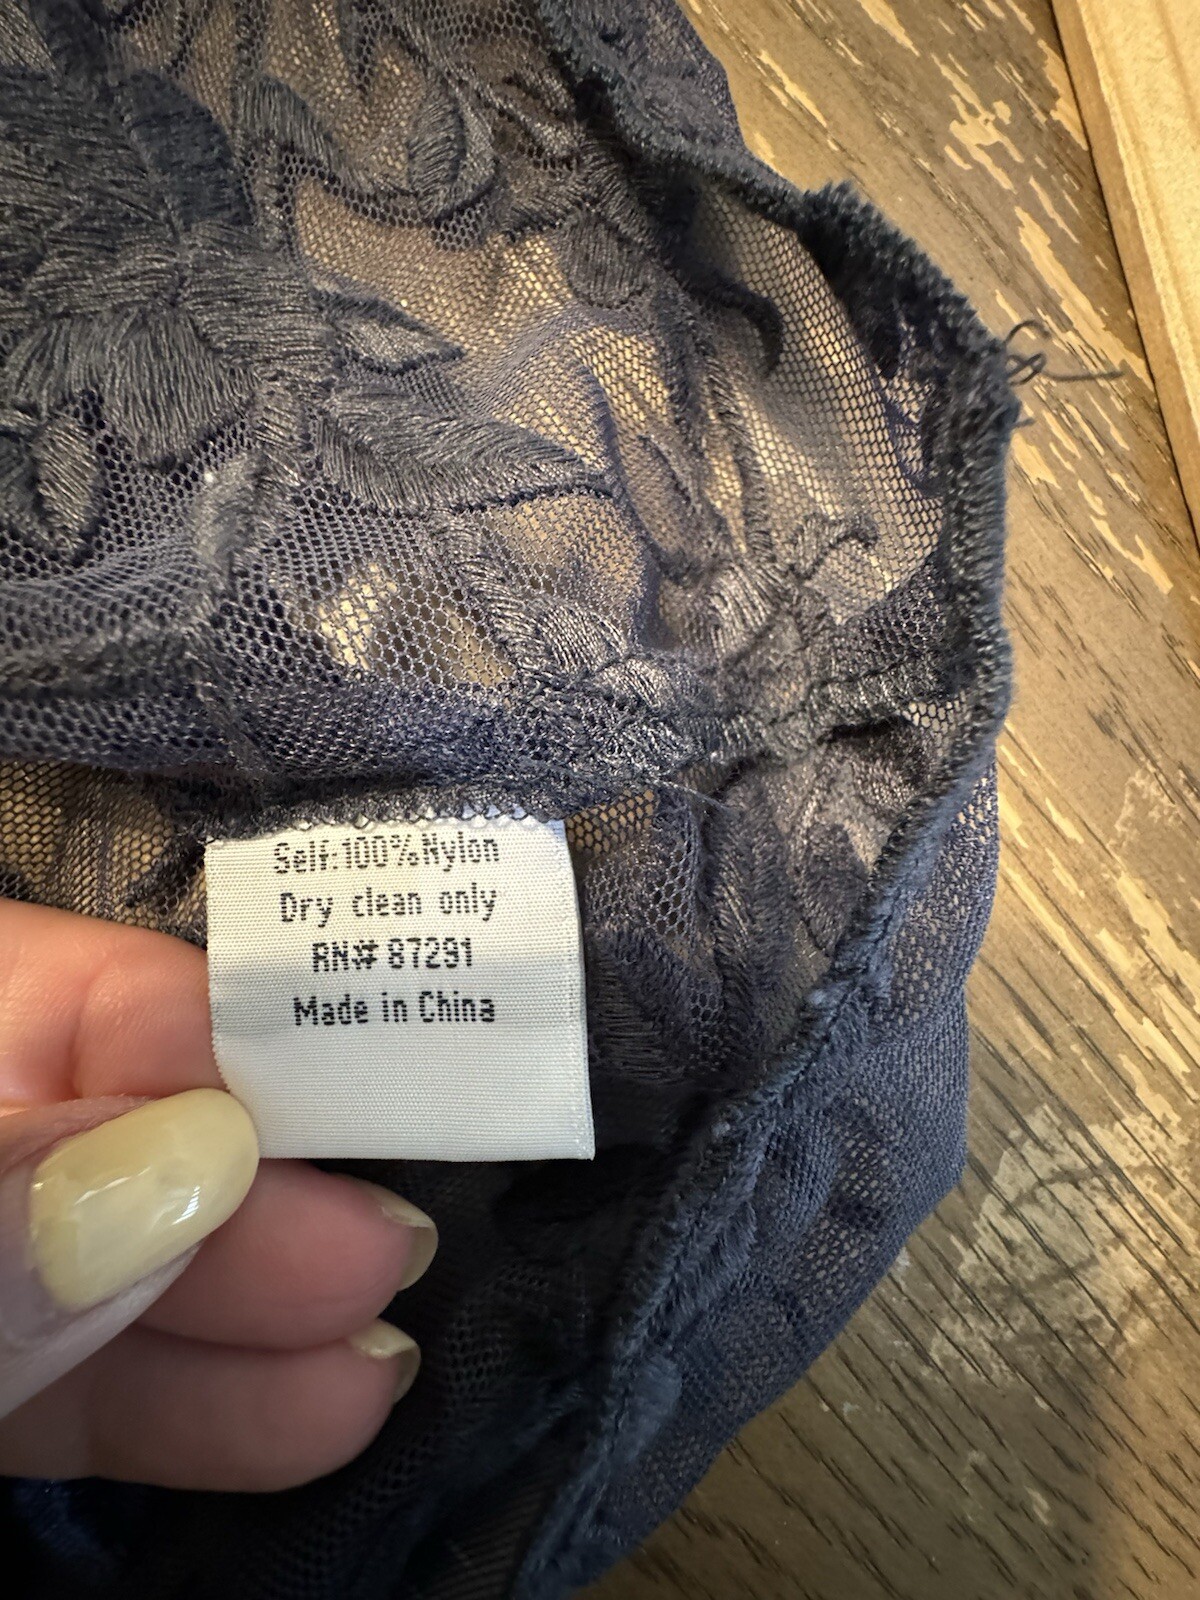 Self:100%Nylon
Dry clean only
RN# 87291
Made in China